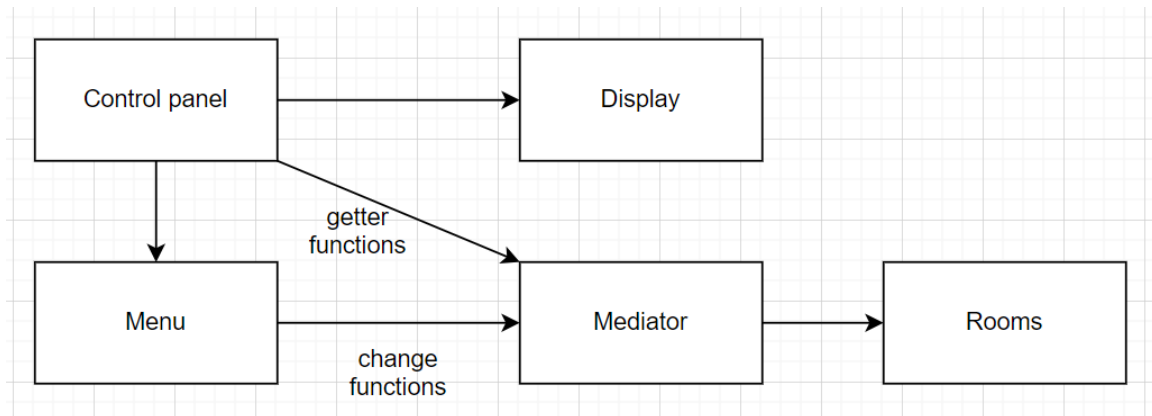 Control panel
Display
getter
functions
Menu
Mediator
Rooms
change
functions